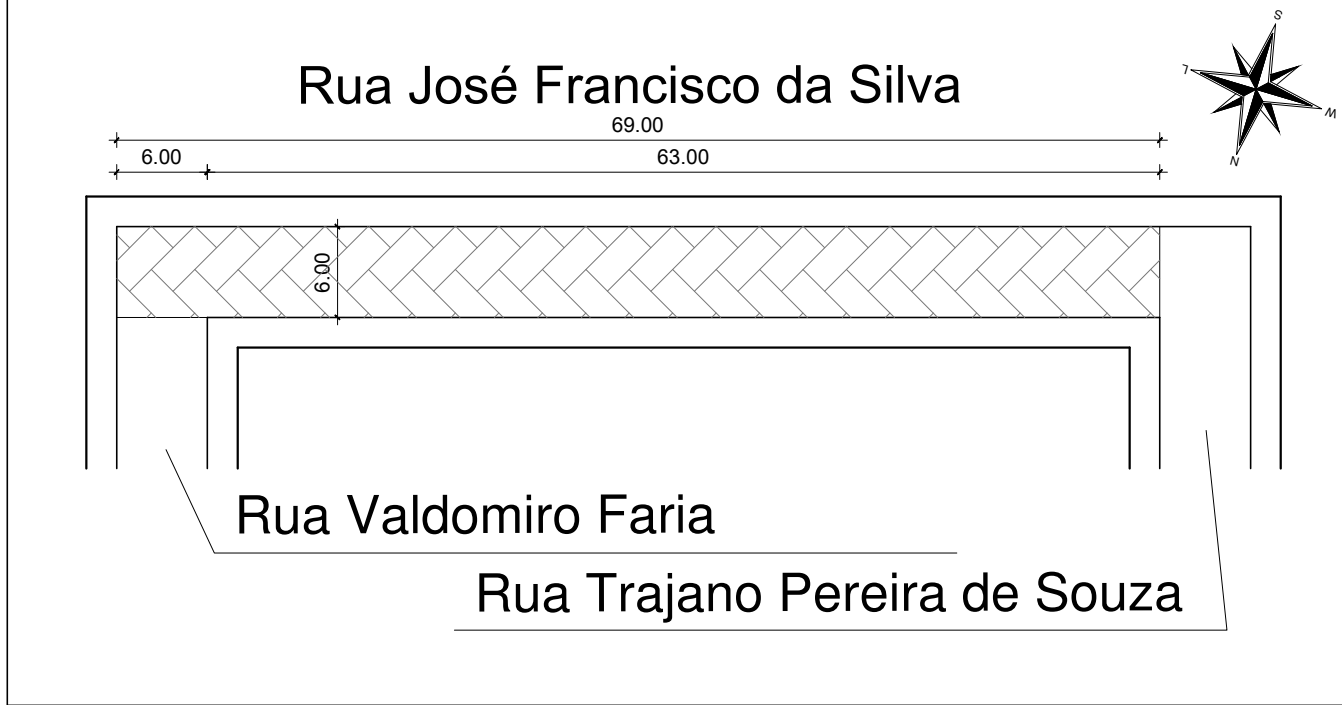 S
L
W
N
Rua José Francisco da Silva
69.00
6.00
63.00
6.00
Rua Valdomiro Faria
Rua Trajano Pereira de Souza